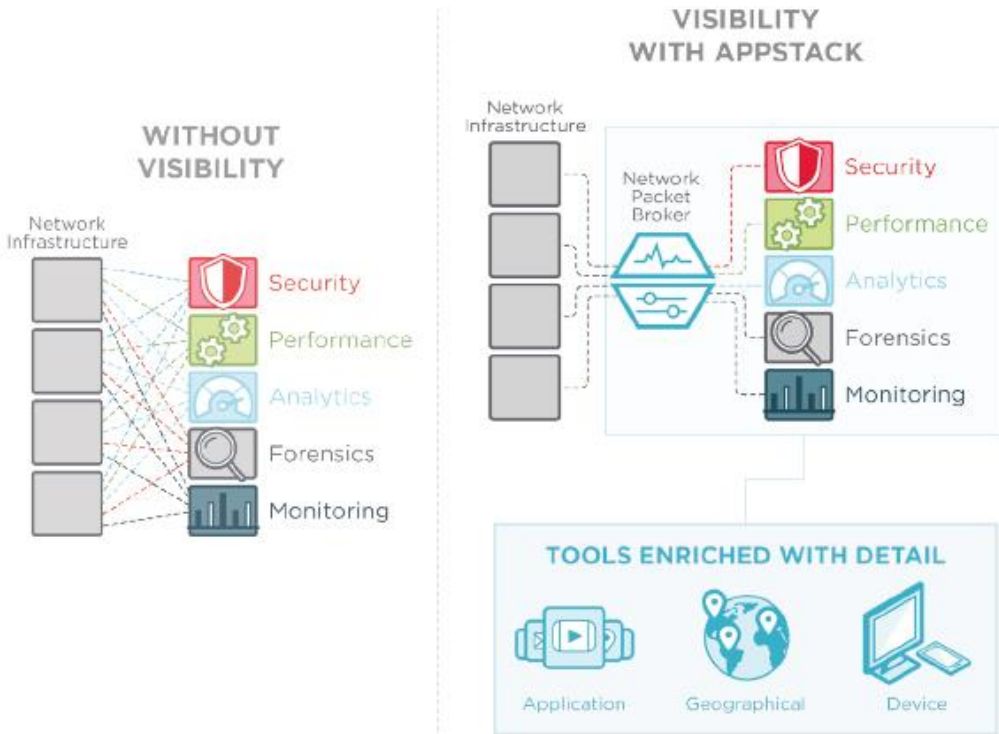 WITHOUT
VISIBILITY
Network
Infrastructure
Security
Performance
Analytics
Forensics
Monitoring
VISIBILITY
WITH APPSTACK
Network
Infrastructure
Network
Packet
Broker
Security
Performance
Analytics
Forensics
Monitoring
TOOLS ENRICHED WITH DETAIL
Application
Geographical
Device